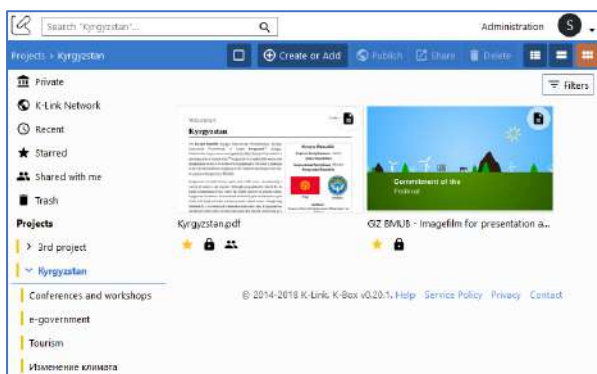 Search "Kyrgyzstan"...
Administration
S
Projects › Kyrgyzstan
Create or Add
Publish
Share
Delete
Private
Filters
K-Link Network
Recent
Starred
Shared with me
Trash
Projects
3rd project
Kyrgyzstan
Conferences and workshops
e-government
Tourism
Изменение климата
Kyrgyzstan
Commitment of the
Federal
Kyrgyzstan.pdf
GIZ BMUB - Imagefilm for presentation a...
© 2014-2018 K-Link. K-Box v0.20.1. Help Service Policy Privacy Contact